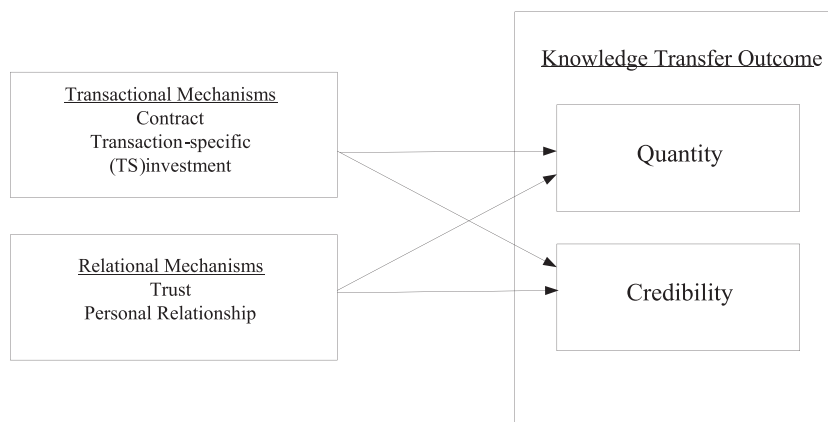 Knowledge Transfer Outcome
Transactional Mechanisms
Contract
Transaction-specific
(TS)investment
Quantity
Relational Mechanisms
Trust
Personal Relationship
Credibility